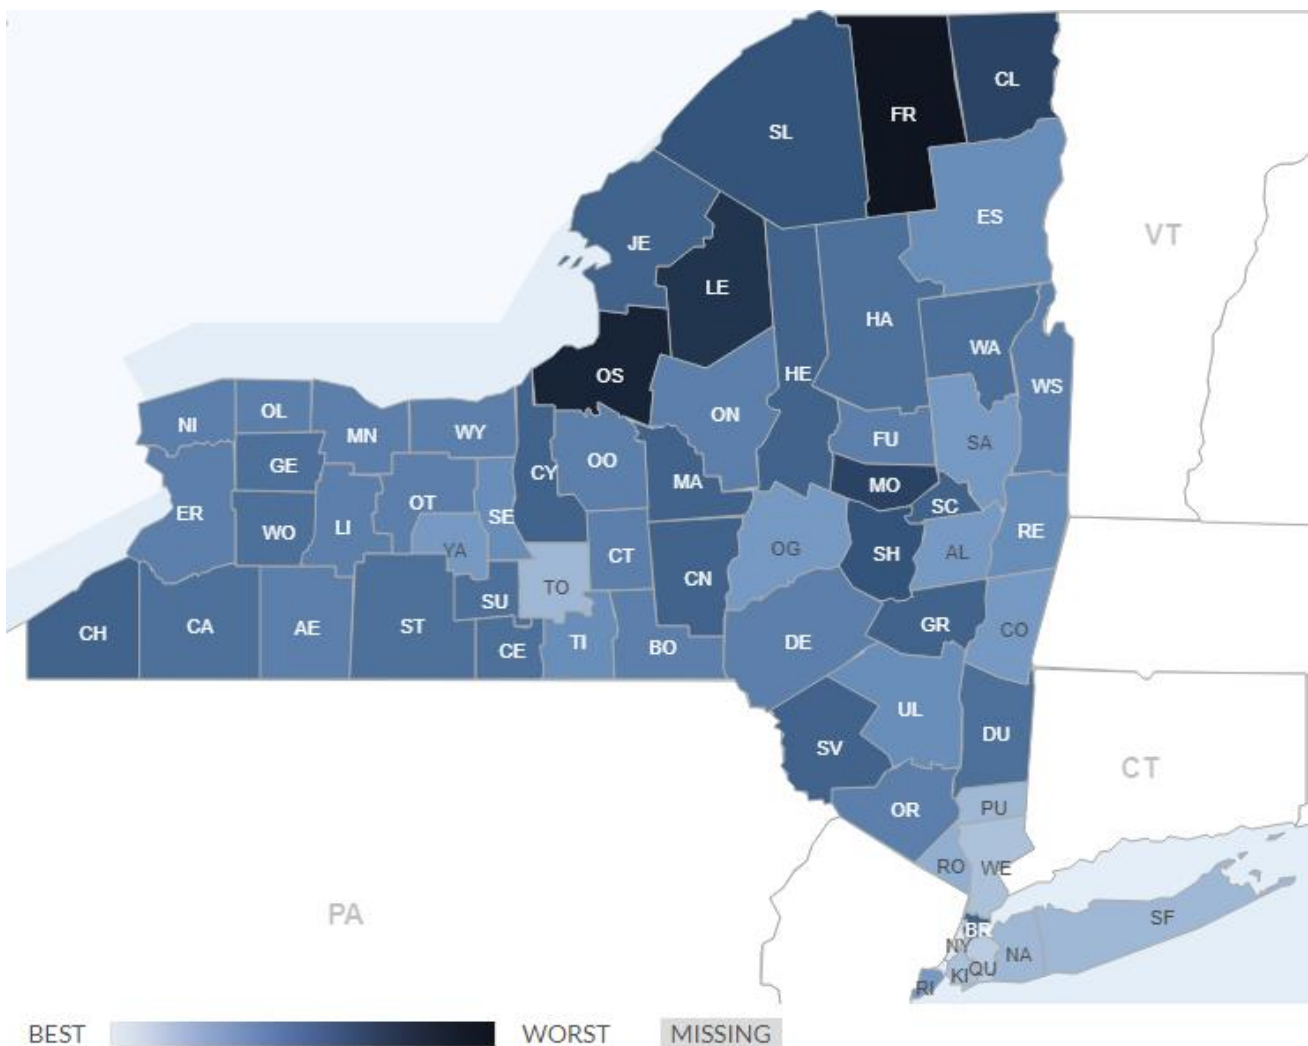 CL
FR
SL
ES
VT
JE
LE
HA
WA
OS
HE
WS
OL
ON
NI
WY
MN
FU
SA
OO
GE
CY
MA
MO
OT
SC
ER
SE
LI
WO
RE
OG
YA
SH
AL
CT
CN
TO
SU
GR
CA
AE
ST
CO
CH
TI
DE
BO
CE
UL
DU
SV
CT
PU
OR
RO
WE
PA
SF
BR
NY
NA
QU
KI
RI
BEST WORST MISSING